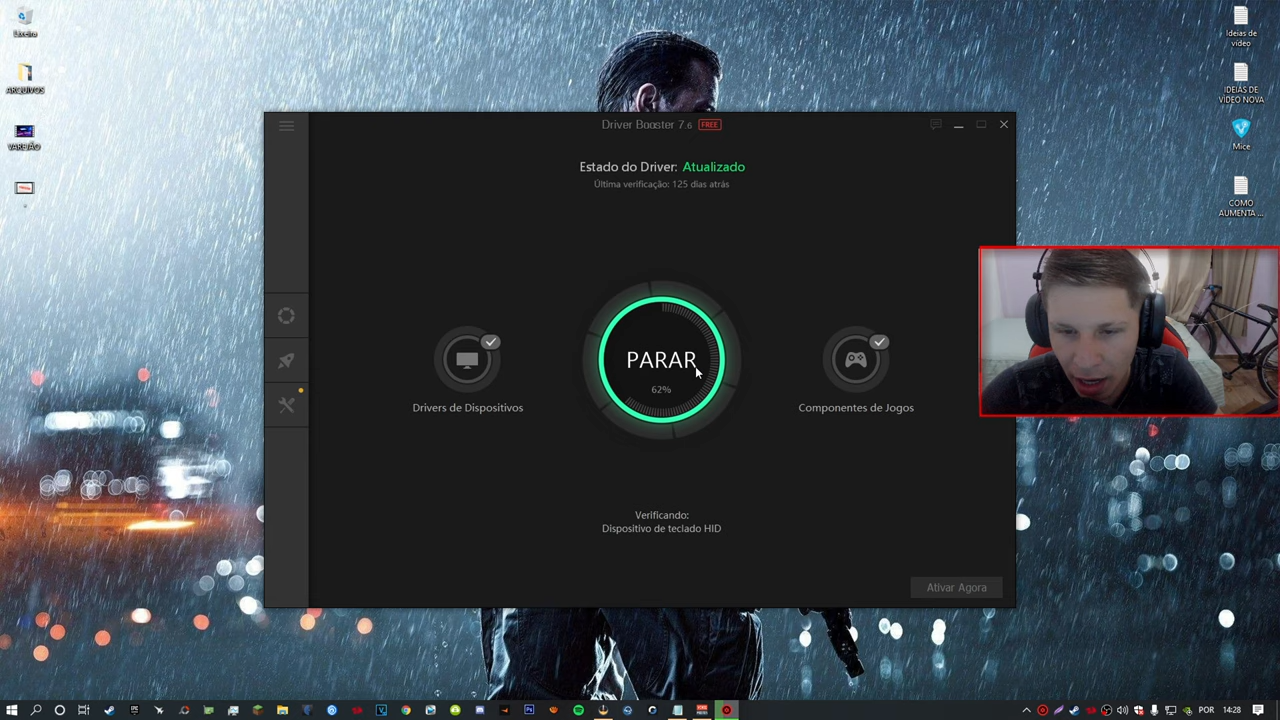 Lixeira
ARQUIVOS
VAREJÃO
Ideias de
vídeo
IDEIAS DE
VÍDEO NOVA
Mice
COMO
AUMENTA ...
Driver Booster 7.6 FREE
Estado do Driver: Atualizado
Última verificação: 125 dias atrás
PARAR
62%
Drivers de Dispositivos
Componentes de Jogos
Verificando:
Dispositivo de teclado HID
Ativar Agora
POR
14:28